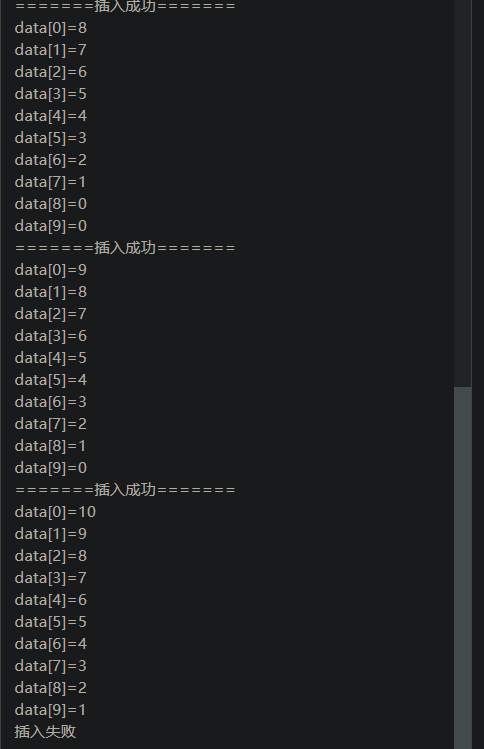 =======插入成功=======
data[0]=8
data[1]=7
data[2]=6
data[3]=5
data[4]=4
data[5]=3
data[6]=2
data[7]=1
data[8]=0
data[9]=0
=======插入成功=======
data[0]=9
data[1]=8
data[2]=7
data[3]=6
data[4]=5
data[5]=4
data[6]=3
data[7]=2
data[8]=1
data[9]=0
=======插入成功=======
data[0]=10
data[1]=9
data[2]=8
data[3]=7
data[4]=6
data[5]=5
data[6]=4
data[7]=3
data[8]=2
data[9]=1
插入失败